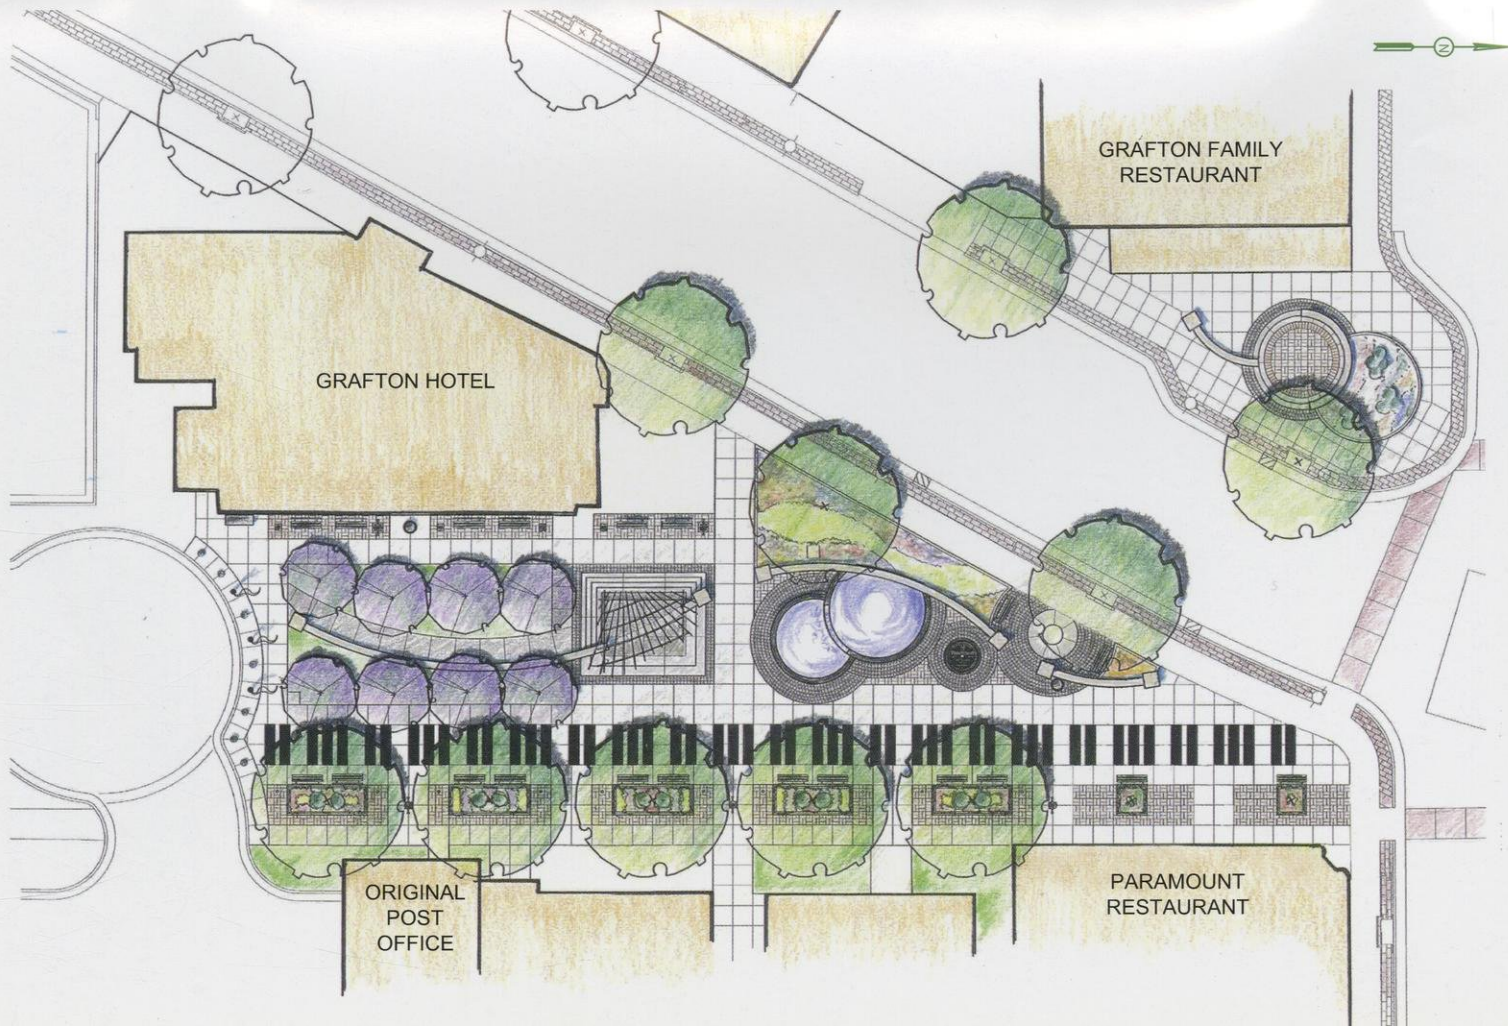 N
GRAFTON FAMILY
RESTAURANT
GRAFTON HOTEL
ORIGINAL
POST
OFFICE
PARAMOUNT
RESTAURANT